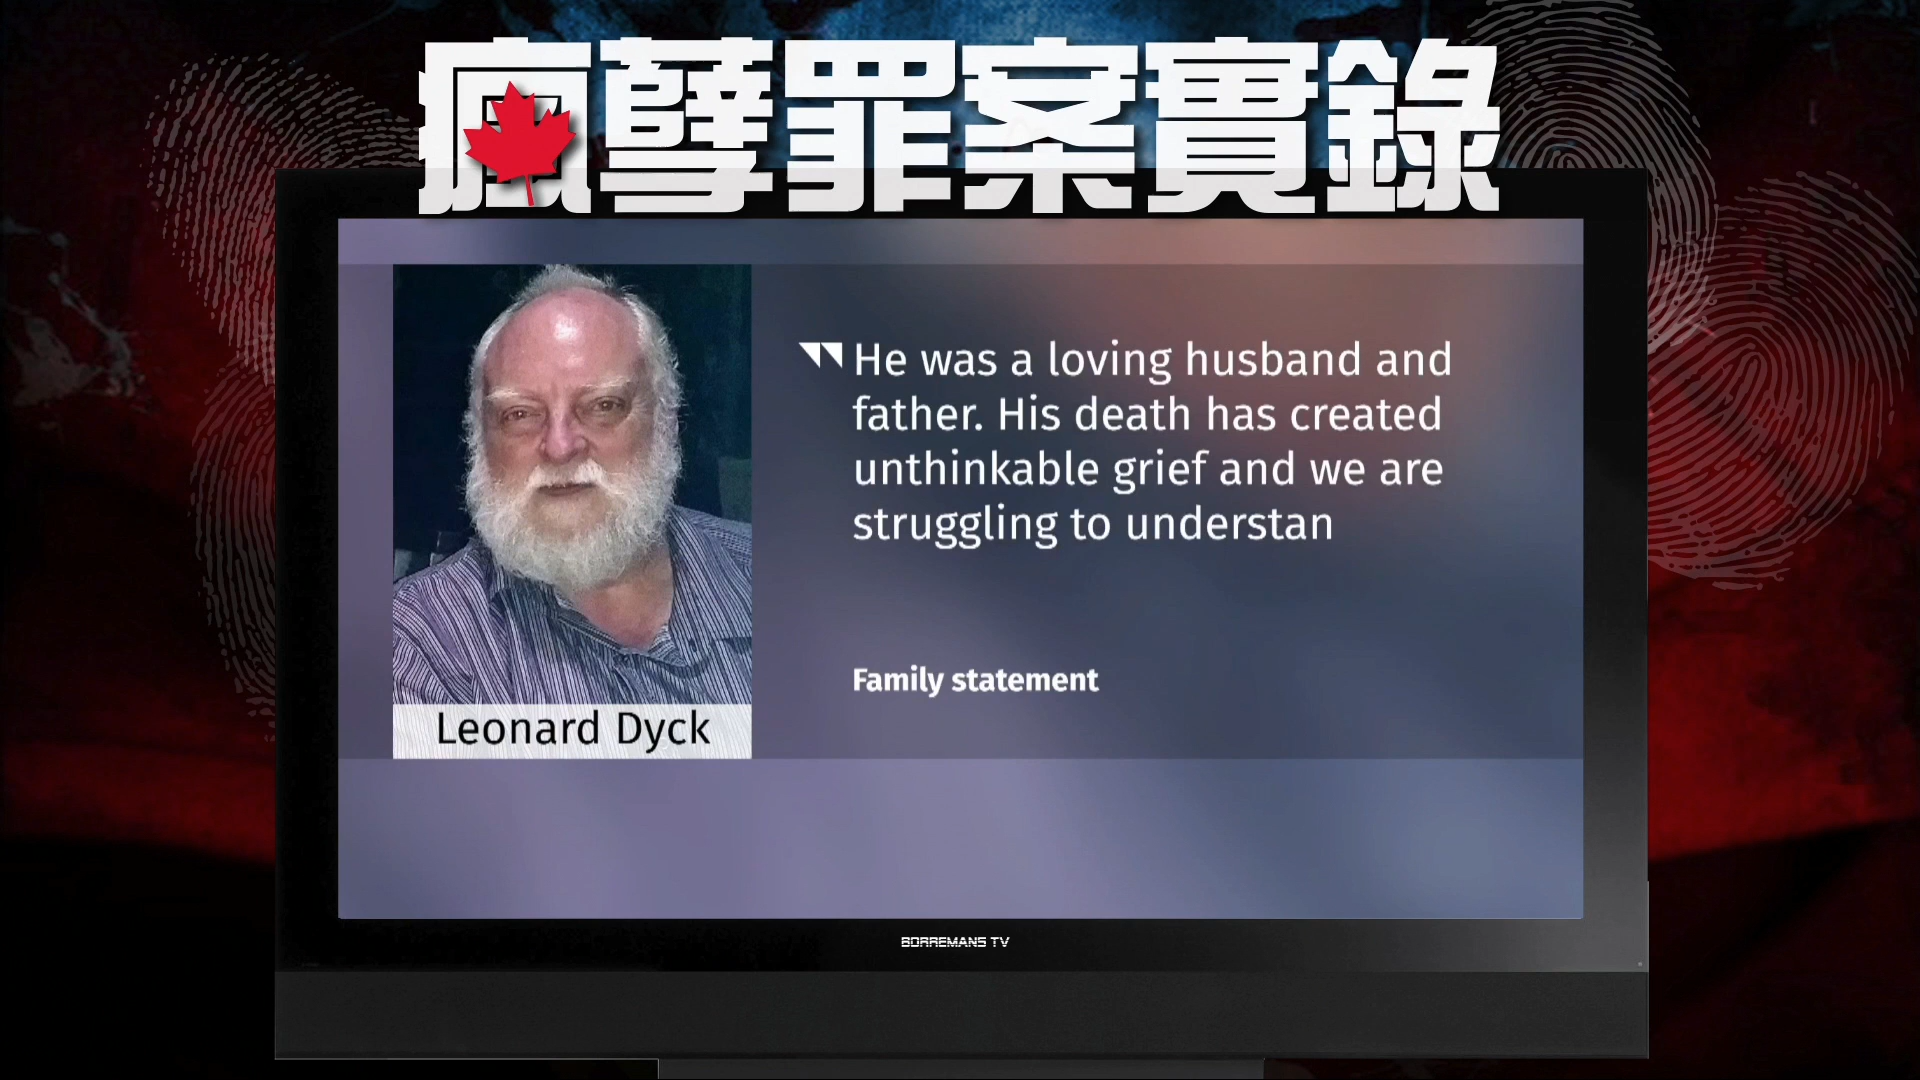 瘋孽罪案實錄
He was a loving husband and
father. His death has created
unthinkable grief and we are
struggling to understan
Family statement
Leonard Dyck
BORREMANS TV